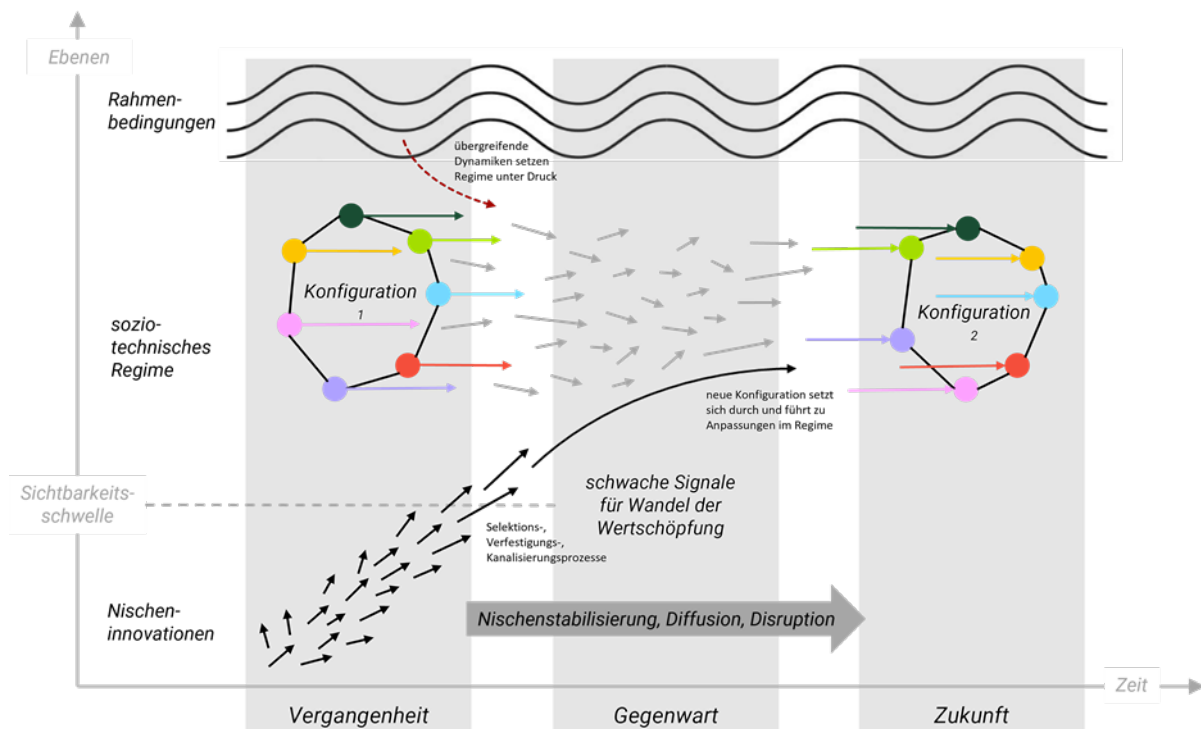 Ebenen
Rahmen-
bedingungen
übergreifende
Dynamiken setzen
Regime unter Druck
Konfiguration
1
Konfiguration
2
sozio-
technisches
Regime
neue Konfiguration setzt
sich durch und führt zu
Anpassungen im Regime
Sichtbarkeits-
schwelle
schwache Signale
für Wandel der
Wertschöpfung
Selektions-,
Verfestigungs-,
Kanalisierungsprozesse
Nischen-
innovationen
Nischenstabilisierung, Diffusion, Disruption
Zeit
Vergangenheit
Gegenwart
Zukunft